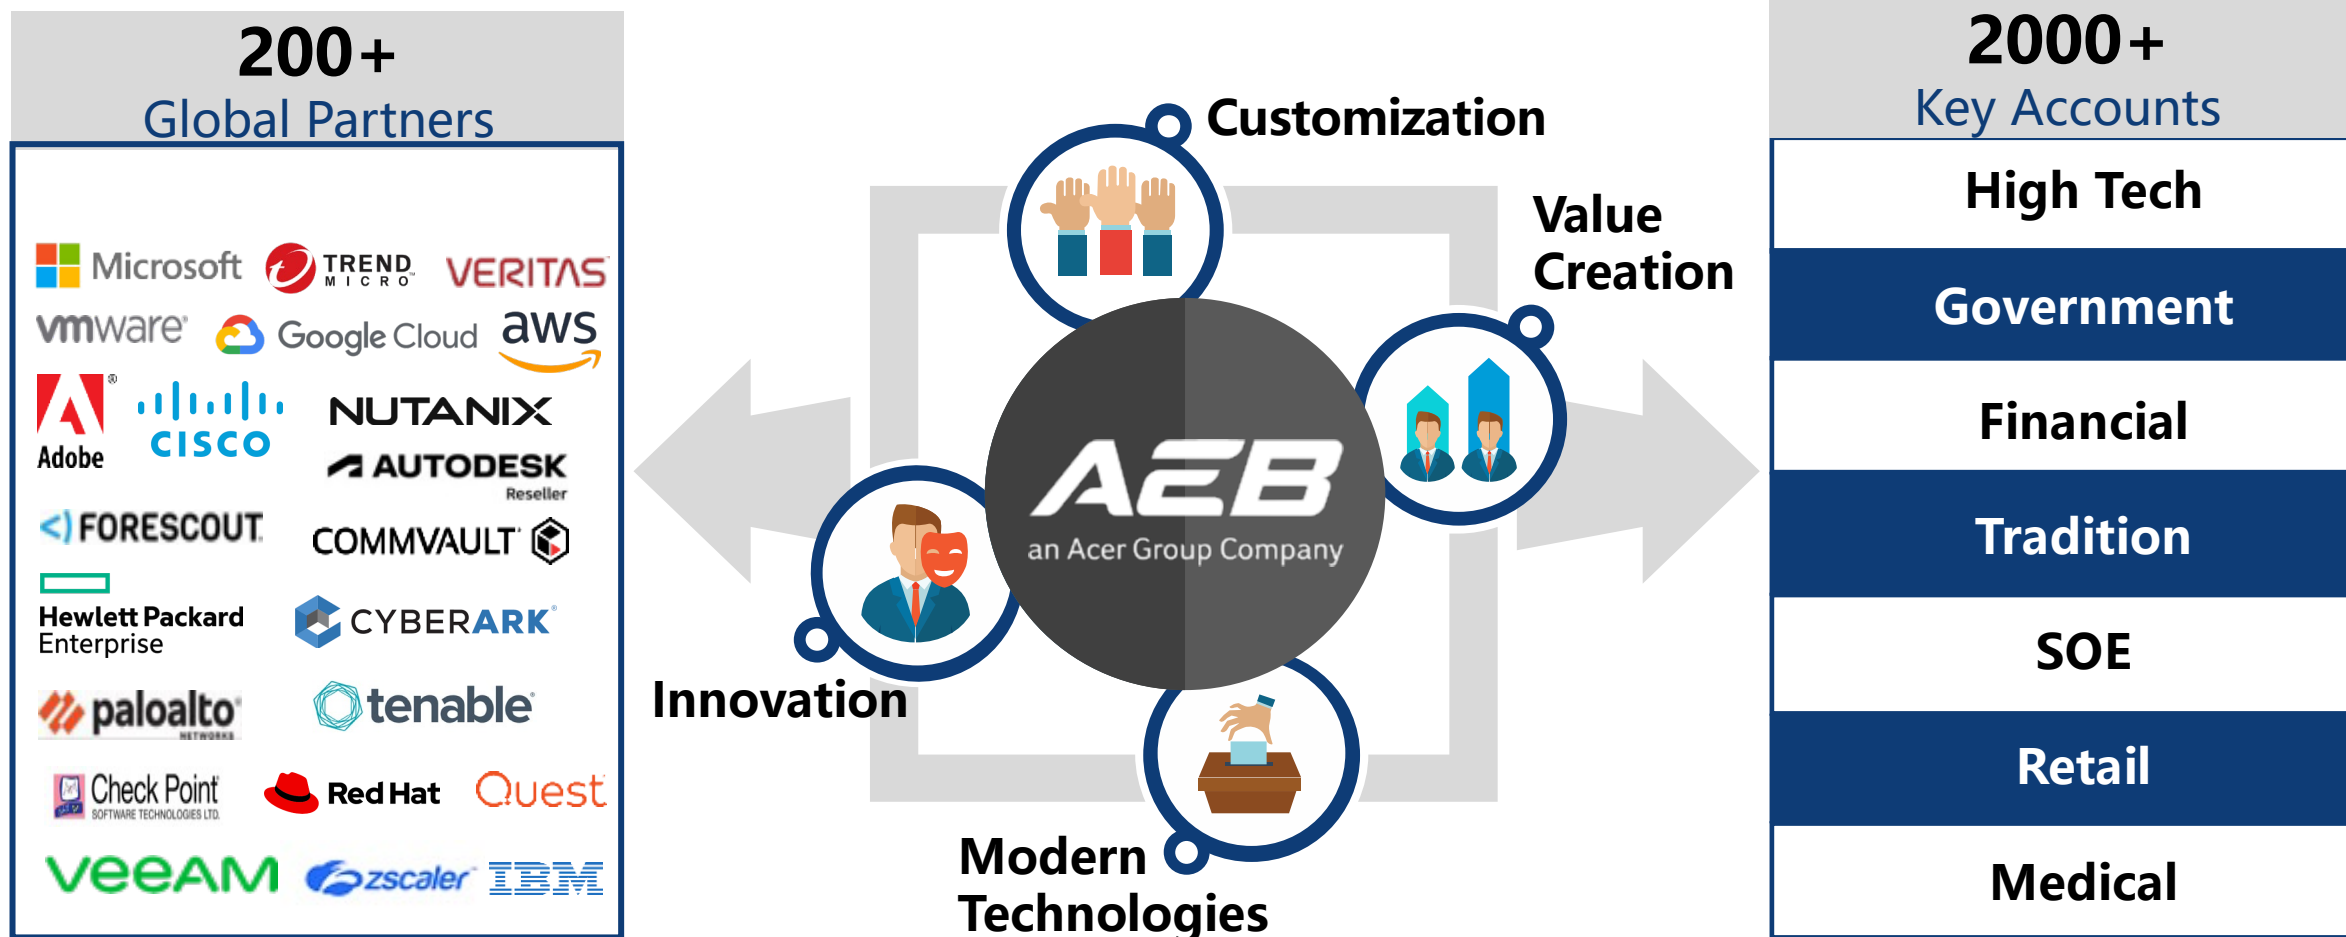 200+
Global Partners
Microsoft
TREND
MICRO
VERITAS
vmware
Google Cloud
aws
Adobe
CISCO
NUTANIX
AUTODESK
Reseller
FORESCOUT
COMMVAULT
Hewlett Packard
Enterprise
CYBERARK
paloalto
NETWORKS
tenable
Check Point
SOFTWARE TECHNOLOGIES LTD.
Red Hat
Quest
veeAM
zscaler
IBM
Customization
Value
Creation
AEB
an Acer Group Company
Innovation
Modern
Technologies
2000+
Key Accounts
High Tech
Government
Financial
Tradition
SOE
Retail
Medical